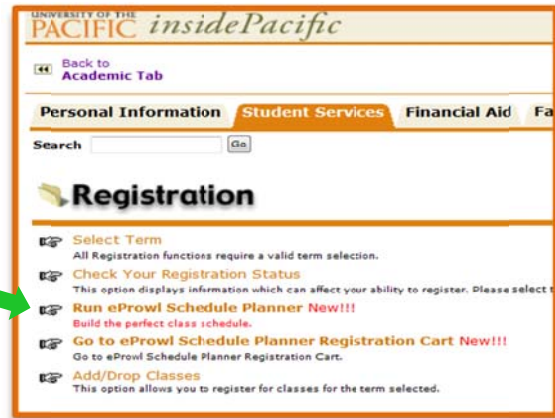 UNIVERSITY OF THE
PACIFIC insidePacific
Back to
Academic Tab
Personal Information Student Services Financial Aid Fa
Search Go
Registration
Select Term
All Registration functions require a valid term selection.
Check Your Registration Status
This option displays information which can affect your ability to register. Please select t
Run eProwl Schedule Planner New!!!
Build the perfect class schedule.
Go to eProwl Schedule Planner Registration Cart New!!!
Go to eProwl Schedule Planner Registration Cart.
Add/Drop Classes
This option allows you to register for classes for the term selected.